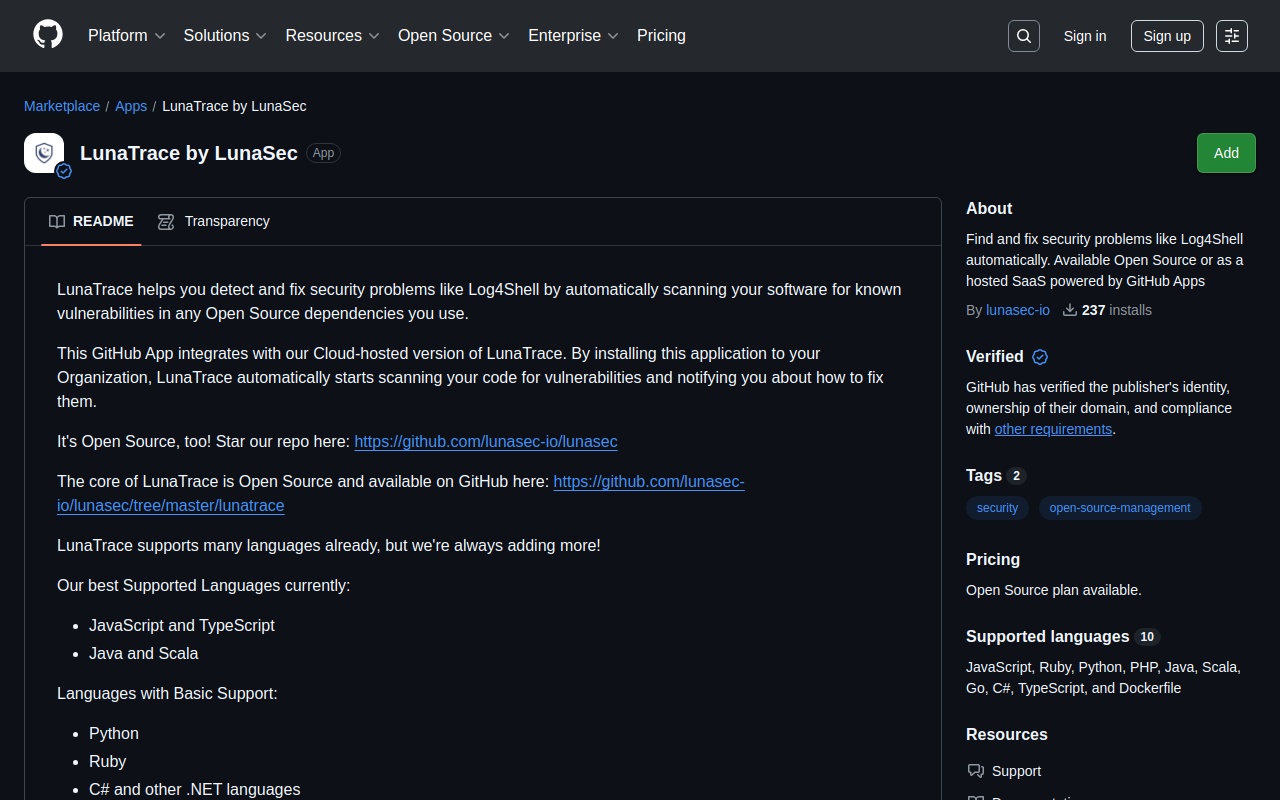 Platform Solutions Resources Open Source Enterprise Pricing Sign in Sign up
Marketplace / Apps / LunaTrace by LunaSec
LunaTrace by LunaSec App Add
README Transparency
LunaTrace helps you detect and fix security problems like Log4Shell by automatically scanning your software for known
vulnerabilities in any Open Source dependencies you use.
This GitHub App integrates with our Cloud-hosted version of LunaTrace. By installing this application to your
Organization, LunaTrace automatically starts scanning your code for vulnerabilities and notifying you about how to fix
them.
It's Open Source, too! Star our repo here: https://github.com/lunasec-io/lunasec
The core of LunaTrace is Open Source and available on GitHub here: https://github.com/lunasec-
io/lunasec/tree/master/lunatrace
LunaTrace supports many languages already, but we're always adding more!
Our best Supported Languages currently:
JavaScript and TypeScript
Java and Scala
Languages with Basic Support:
Python
Ruby
C# and other .NET languages
About
Find and fix security problems like Log4Shell
automatically. Available Open Source or as a
hosted SaaS powered by GitHub Apps
By lunasec-io 237 installs
Verified
GitHub has verified the publisher's identity,
ownership of their domain, and compliance
with other requirements.
Tags 2
security open-source-management
Pricing
Open Source plan available.
Supported languages 10
JavaScript, Ruby, Python, PHP, Java, Scala,
Go, C#, TypeScript, and Dockerfile
Resources
Support